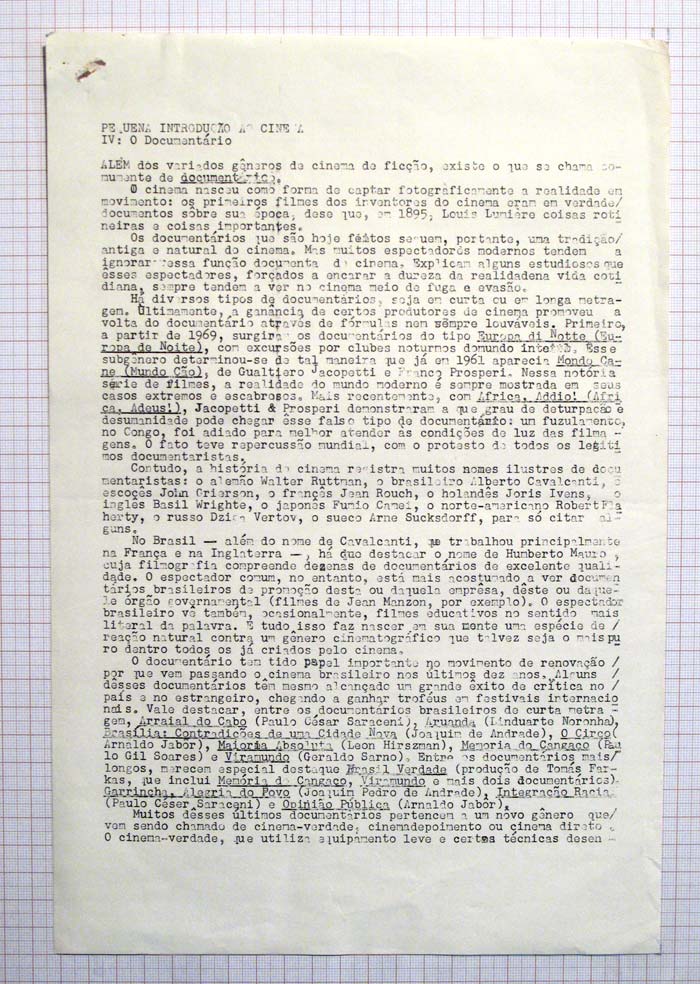 PEQUENA INTRODUÇÃO AO CINEMA
IV: O Documentário
ALÉM dos variados gêneros de cinema de ficção, existe o que se chama co-
mumente de documentário.
O cinema nasceu como forma de captar fotograficamente a realidade em
movimento: os primeiros filmes dos inventores do cinema eram em verdade/
documentos sôbre sua época, dese que, em 1895, Louis Lumière coisas roti
neiras e coisas importantes.
Os documentários que são hoje feitos seguem, portanto, uma tradição/
antiga e natural do cinema. Mas muitos espectadores modernos tendem a
ignorar essa função documenta do cinema. Explicam alguns estudiosos que
êsses espectadores, forçados a encarar a dureza da realidadena vida coti
diana, sempre tendem a ver no cinema meio de fuga e evasão.
Há diversos tipos de documentários, seja em curta ou em longa metra-
gem. Ùltimamente, a ganância de certos produtores de cinema promoveu a
volta do documentário através de fórmulas nem sempre louváveis. Primeiro,
a partir de 1969, surgira os documentários do tipo Europa di Notte (Eu-
ropa de Noite), com excursões por clubes noturnos domundo inteiro. Esse
subgênero determinou-se de tal maneira que já em 1961 aparecia Mondo Ca-
ne (Mundo Cão), de Gualtiero Jacopetti e Franco Prosperi. Nessa notória
série de filmes, a realidade do mundo moderno é sempre mostrada em seus
casos extremos e escabrosos. Mais recentemente, com Africa, Addio! (Áfri
ca, Adeus!), Jacopetti & Prosperi demonstraram a que grau de deturpação e
desumanidade pode chegar êsse falso tipo de documentário: um fuzulamento,
no Congo, foi adiado para melhor atender às condições de luz das filma -
gens. O fato teve repercussão mundial, com o protesto de todos os legíti
mos documentaristas.
Contudo, a história do cinema registra muitos nomes ilustres de docu
mentaristas: o alemão Walter Ruttman, o brasileiro Alberto Cavalcanti, o
escocês John Grierson, o francês Jean Rouch, o holandês Joris Ivens, o
inglês Basil Wrighte, o japonês Fumio Camei, o norte-americano Robert Fla
herty, o russo Dziga Vertov, o sueco Arne Sucksdorff, para só citar al-
guns.
No Brasil — além do nome de Cavalcanti, que trabalhou principalmente
na França e na Inglaterra —, há que destacar o nome de Humberto Mauro ,
cuja filmografia compreende dezenas de documentários de excelente quali-
dade. O espectador comum, no entanto, está mais acostumado a ver documen
tários brasileiros de promoção desta ou daquela emprêsa, dêste ou daque-
le órgão governamental (filmes de Jean Manzon, por exemplo). O espectador
brasileiro vê também, ocasionalmente, filmes educativos no sentido mais
literal da palavra. E tudo isso faz nascer em sua mente uma espécie de /
reação natural contra um gênero cinematográfico que talvez seja o mais pu
ro dentro todos os já criados pelo cinema.
O documentário tem tido papel importante no movimento de renovação /
por que vem passando o cinema brasileiro nos últimos dez anos. Alguns /
dêsses documentários têm mesmo alcançado um grande êxito de crítica no /
país e no estrangeiro, chegando a ganhar troféus em festivais internacio
nais. Vale destacar, entre os documentários brasileiros de curta metra -
gem, Arraial do Cabo (Paulo César Saraceni), Aruanda (Linduarte Noronha),
Brasília: Contradições de uma Cidade Nova (Joaquim de Andrade), O Circo
Arnaldo Jabor), Maioria Absoluta (Leon Hirszman), Memória do Cangaço (Pau
lo Gil Soares) e Viramundo (Geraldo Sarno). Entre os documentários mais/
longos, marecem especial destaque Brasil Verdade (produção de Tomás Far-
kas, que inclui Memória do Cangaço, Viramundo e mais dois documentários),
Garrincha, Alegria do Povo (Joaquim Pedro de Andrade), Integração Racial
(Paulo César Saraceni) e Opinião Pública (Arnaldo Jabor).
Muitos dêsses últimos documentários pertencem a um novo gênero que/
vem sendo chamado de cinema-verdade, cinemadepoimento ou cinema direto .
O cinema-verdade, que utiliza equipamento leve e certas técnicas desen -